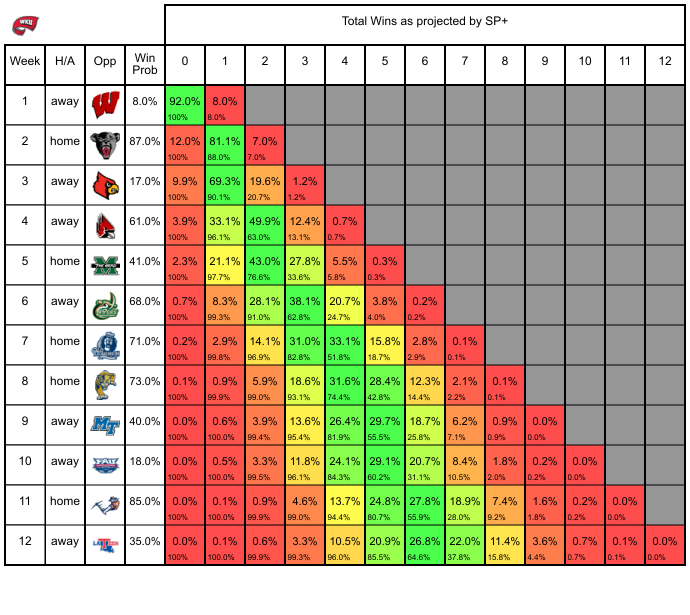 WKU
Total Wins as projected by SP+
Week H/A Opp Win Prob 0 1 2 3 4 5 6 7 8 9 10 11 12
1 away W 8.0% 92.0% 8.0%
100% 8.0%
2 home 87.0% 12.0% 81.1% 7.0%
100% 88.0% 7.0%
3 away 17.0% 9.9% 69.3% 19.6% 1.2%
100% 90.1% 20.7% 1.2%
4 away 61.0% 3.9% 33.1% 49.9% 12.4% 0.7%
100% 96.1% 63.0% 13.1% 0.7%
5 home M 41.0% 2.3% 21.1% 43.0% 27.8% 5.5% 0.3%
100% 97.7% 76.6% 33.6% 5.8% 0.3%
6 away 68.0% 0.7% 8.3% 28.1% 38.1% 20.7% 3.8% 0.2%
100% 99.3% 91.0% 62.8% 24.7% 4.0% 0.2%
7 home 71.0% 0.2% 2.9% 14.1% 31.0% 33.1% 15.8% 2.8% 0.1%
100% 99.8% 96.9% 82.8% 51.8% 18.7% 2.9% 0.1%
8 home 73.0% 0.1% 0.9% 5.9% 18.6% 31.6% 28.4% 12.3% 2.1% 0.1%
100% 99.9% 99.0% 93.1% 74.4% 42.8% 14.4% 2.2% 0.1%
9 away MT 40.0% 0.0% 0.6% 3.9% 13.6% 26.4% 29.7% 18.7% 6.2% 0.9% 0.0%
100% 100.0% 99.4% 95.4% 81.9% 55.5% 25.8% 7.1% 0.9% 0.0%
10 away FAU 18.0% 0.0% 0.5% 3.3% 11.8% 24.1% 29.1% 20.7% 8.4% 1.8% 0.2% 0.0%
100% 100.0% 99.5% 96.1% 84.3% 60.2% 31.1% 10.5% 2.0% 0.2% 0.0%
11 home 85.0% 0.0% 0.1% 0.9% 4.6% 13.7% 24.8% 27.8% 18.9% 7.4% 1.6% 0.2% 0.0%
100% 100.0% 99.9% 99.0% 94.4% 80.7% 55.9% 28.0% 9.2% 1.8% 0.2% 0.0%
12 away LA TECH 35.0% 0.0% 0.1% 0.6% 3.3% 10.5% 20.9% 26.8% 22.0% 11.4% 3.6% 0.7% 0.1% 0.0%
100% 100.0% 99.9% 99.3% 96.0% 85.5% 64.6% 37.8% 15.8% 4.4% 0.7% 0.1% 0.0%